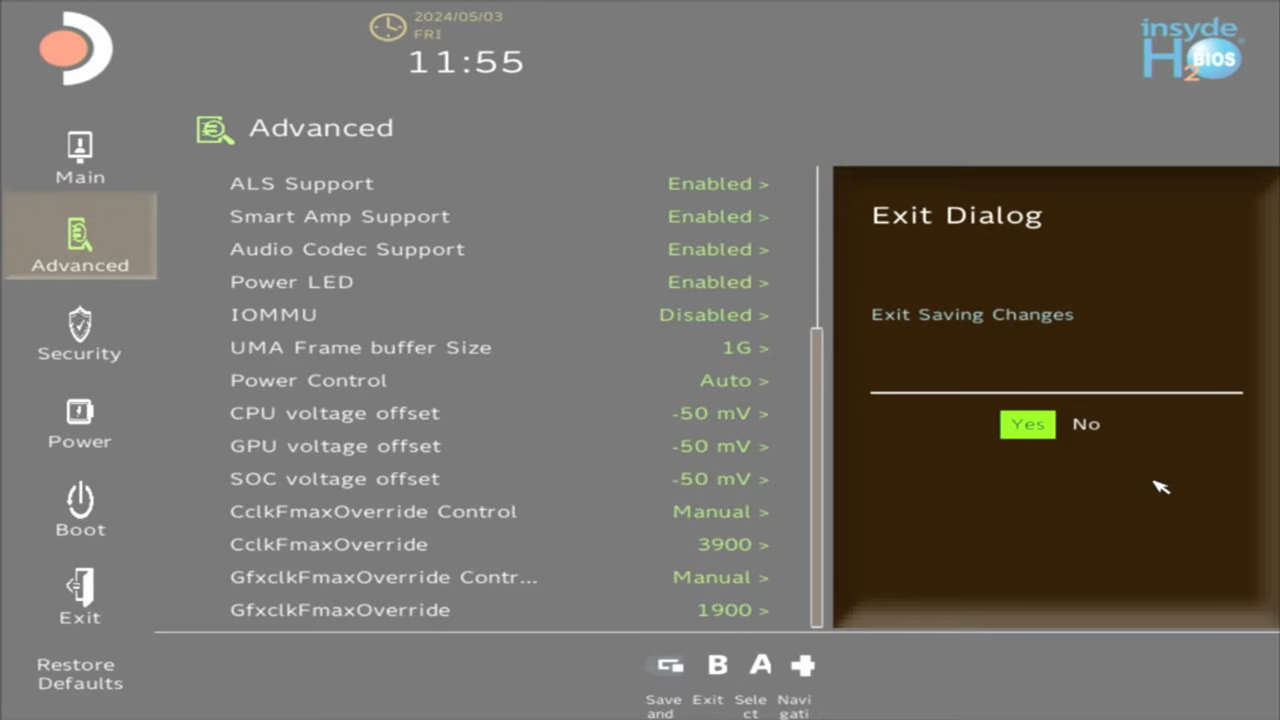 2024/05/03
FRI
11:55
insyde
H2
BIOS
Advanced
Main
Advanced
Security
Power
Boot
Exit
Restore
Defaults
ALS Support Enabled >
Smart Amp Support Enabled >
Audio Codec Support Enabled >
Power LED Enabled >
IOMMU Disabled >
UMA Frame buffer Size 1G >
Power Control Auto >
CPU voltage offset -50 mV >
GPU voltage offset -50 mV >
SOC voltage offset -50 mV >
CclkFmaxOverride Control Manual >
CclkFmaxOverride 3900 >
GfxclkFmaxOverride Contr... Manual >
GfxclkFmaxOverride 1900 >
Exit Dialog
Exit Saving Changes
Yes No
B A
Save Exit Sele Navi
and ct gati